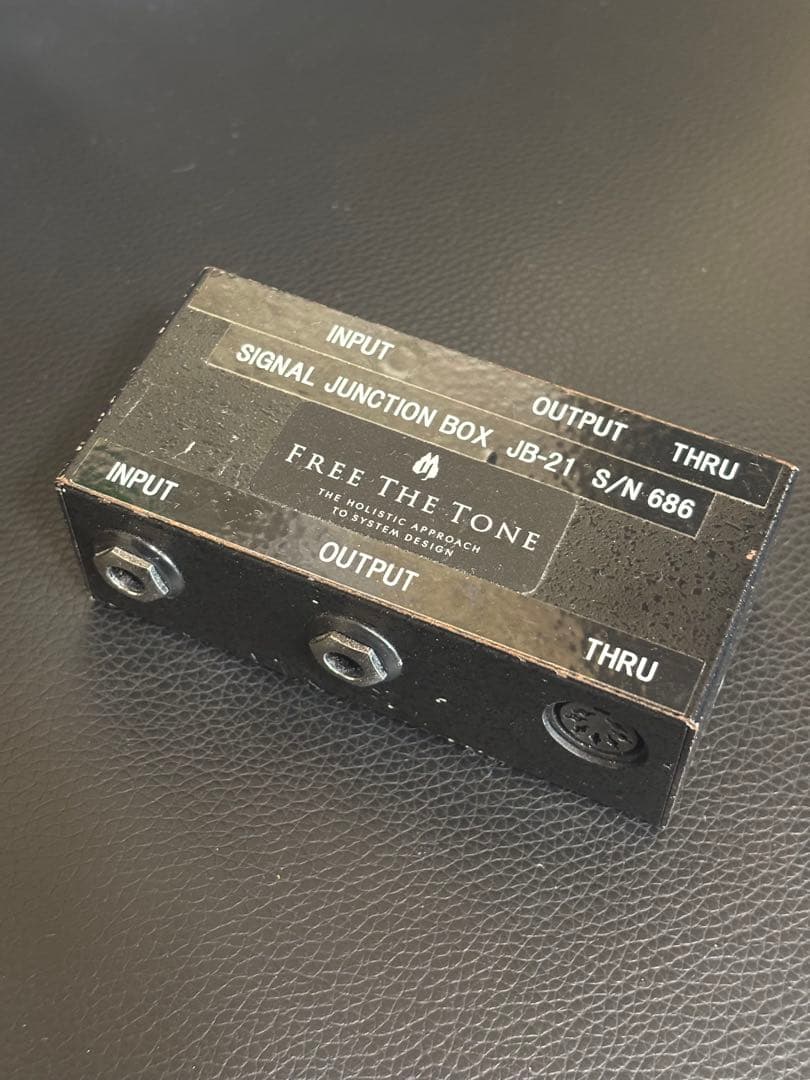 INPUT
OUTPUT
THRU
SIGNAL JUNCTION BOX JB-21 S/N 686
FREE THE TONE
THE HOLISTIC APPROACH
TO SYSTEM DESIGN
INPUT
OUTPUT
THRU